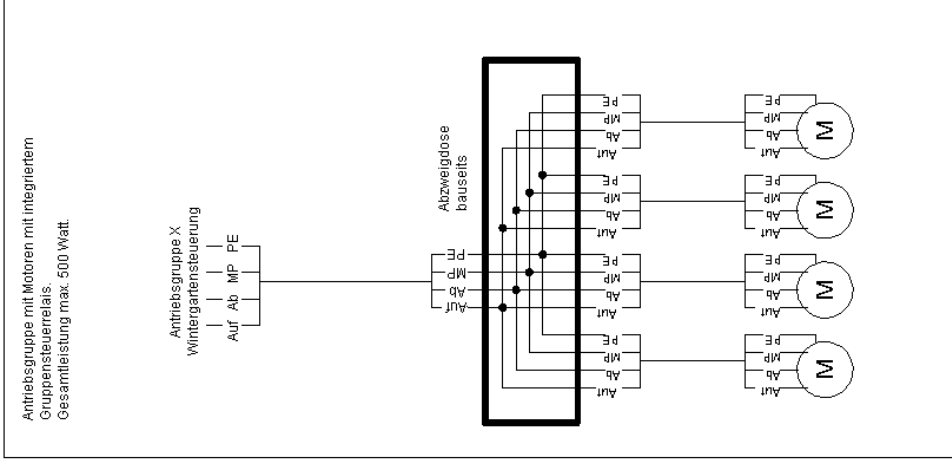 Antriebsgruppe mit Motoren mit integriertem
Gruppensteuerrelais.
Gesamtleistung max. 500 Watt.
Antriebsgruppe X
Wintergartensteuerung
Auf Ab MP PE
Abzweigdose
bauseits
Auf Ab MP PE
Auf Ab MP PE
Auf Ab MP PE
M
Auf Ab MP PE
Auf Ab MP PE
M
Auf Ab MP PE
Auf Ab MP PE
M
Auf Ab MP PE
Auf Ab MP PE
M